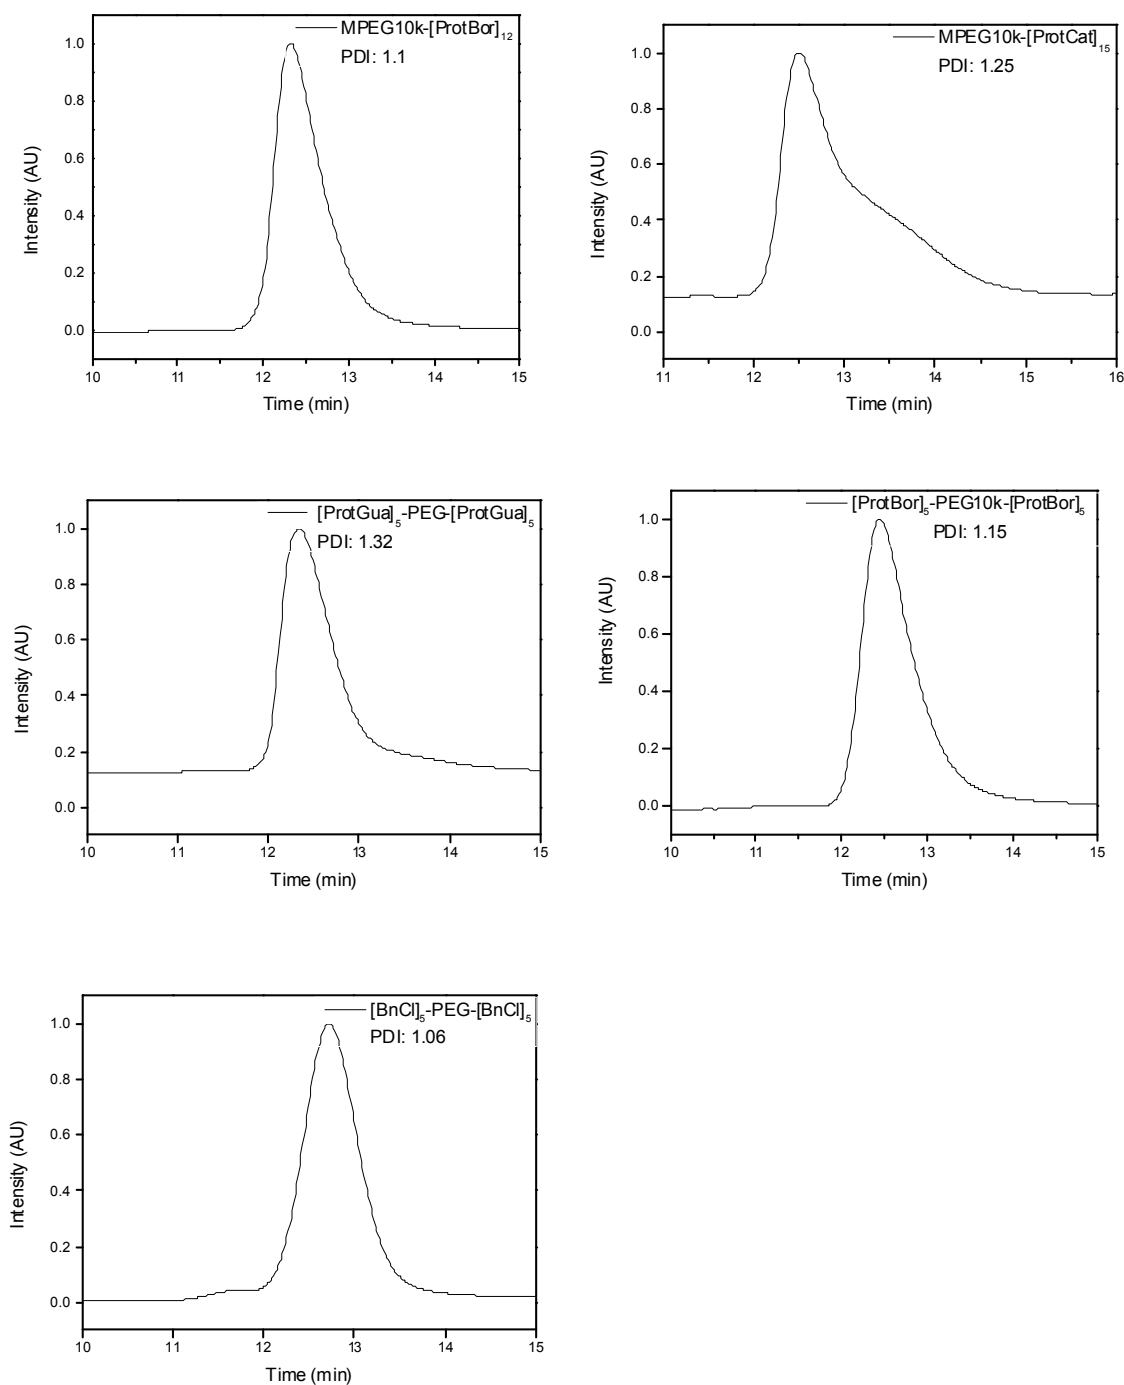 MPEG10k-[ProtBor]12
PDI: 1.1
1.0
0.8
0.6
0.4
0.2
0.0
Intensity (AU)
10 11 12 13 14 15
Time (min)
MPEG10k-[ProtCat]15
PDI: 1.25
1.0
0.8
0.6
0.4
0.2
0.0
Intensity (AU)
11 12 13 14 15 16
Time (min)
[ProtGua]5-PEG-[ProtGua]5
PDI: 1.32
1.0
0.8
0.6
0.4
0.2
0.0
Intensity (AU)
10 11 12 13 14 15
Time (min)
[ProtBor]5-PEG10k-[ProtBor]5
PDI: 1.15
1.0
0.8
0.6
0.4
0.2
0.0
Intensity (AU)
10 11 12 13 14 15
Time (min)
[BnCl]5-PEG-[BnCl]5
PDI: 1.06
1.0
0.8
0.6
0.4
0.2
0.0
Intensity (AU)
10 11 12 13 14 15
Time (min)